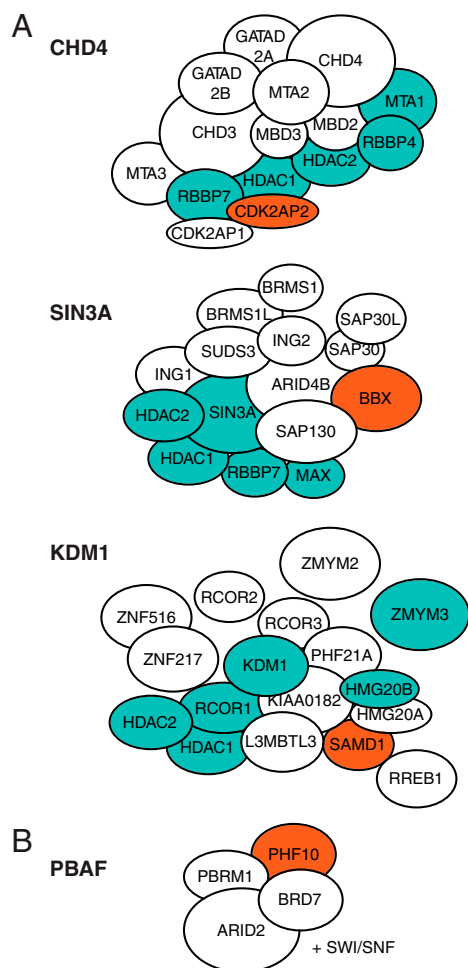 A
CHD4
GATAD
2A
CHD4
GATAD
2B
MTA2
MTA1
CHD3
MBD3
MBD2
RBBP4
HDAC2
MTA3
HDAC1
RBBP7
CDK2AP2
CDK2AP1
SIN3A
BRMS1
BRMS1L
SAP30L
ING2
SUDS3
SAP30
ING1
ARID4B
BBX
HDAC2
SIN3A
SAP130
HDAC1
RBBP7
MAX
KDM1
ZMYM2
RCOR2
ZNF516
ZMYM3
RCOR3
ZNF217
KDM1
PHF21A
HMG20B
KIAA0182
RCOR1
HMG20A
HDAC2
HDAC1
L3MBTL3
SAMD1
RREB1
B
PBAF
PHF10
PBRM1
BRD7
ARID2
+ SWI/SNF